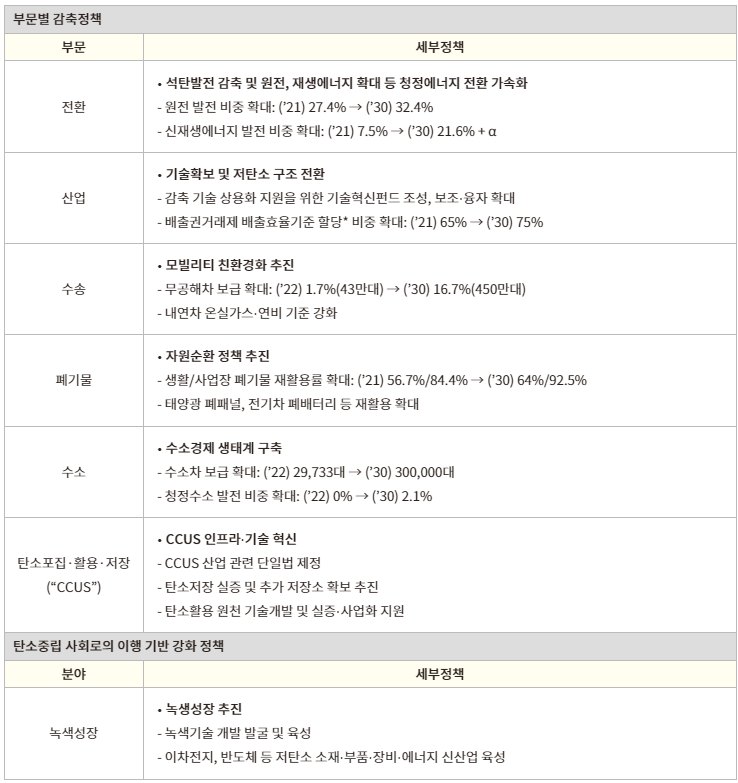 부문별 감축정책
부문
세부정책
전환
• 석탄발전 감축 및 원전, 재생에너지 확대 등 청정에너지 전환 가속화
- 원전 발전 비중 확대: (’21) 27.4% → (’30) 32.4%
- 신재생에너지 발전 비중 확대: (’21) 7.5% → (’30) 21.6% + α
산업
• 기술확보 및 저탄소 구조 전환
- 감축 기술 상용화 지원을 위한 기술혁신펀드 조성, 보조·융자 확대
- 배출권거래제 배출효율기준 할당* 비중 확대: (’21) 65% → (’30) 75%
수송
• 모빌리티 친환경화 추진
- 무공해차 보급 확대: (’22) 1.7%(43만대) → (’30) 16.7%(450만대)
- 내연차 온실가스·연비 기준 강화
폐기물
• 자원순환 정책 추진
- 생활/사업장 폐기물 재활용률 확대: (’21) 56.7%/84.4% → (’30) 64%/92.5%
- 태양광 폐패널, 전기차 폐배터리 등 재활용 확대
수소
• 수소경제 생태계 구축
- 수소차 보급 확대: (’22) 29,733대 → (’30) 300,000대
- 청정수소 발전 비중 확대: (’22) 0% → (’30) 2.1%
탄소포집·활용·저장
(“CCUS”)
• CCUS 인프라·기술 혁신
- CCUS 산업 관련 단일법 제정
- 탄소저장 실증 및 추가 저장소 확보 추진
- 탄소활용 원천 기술개발 및 실증·사업화 지원
탄소중립 사회로의 이행 기반 강화 정책
분야
세부정책
녹색성장
• 녹생성장 추진
- 녹색기술 개발 발굴 및 육성
- 이차전지, 반도체 등 저탄소 소재·부품·장비·에너지 신산업 육성